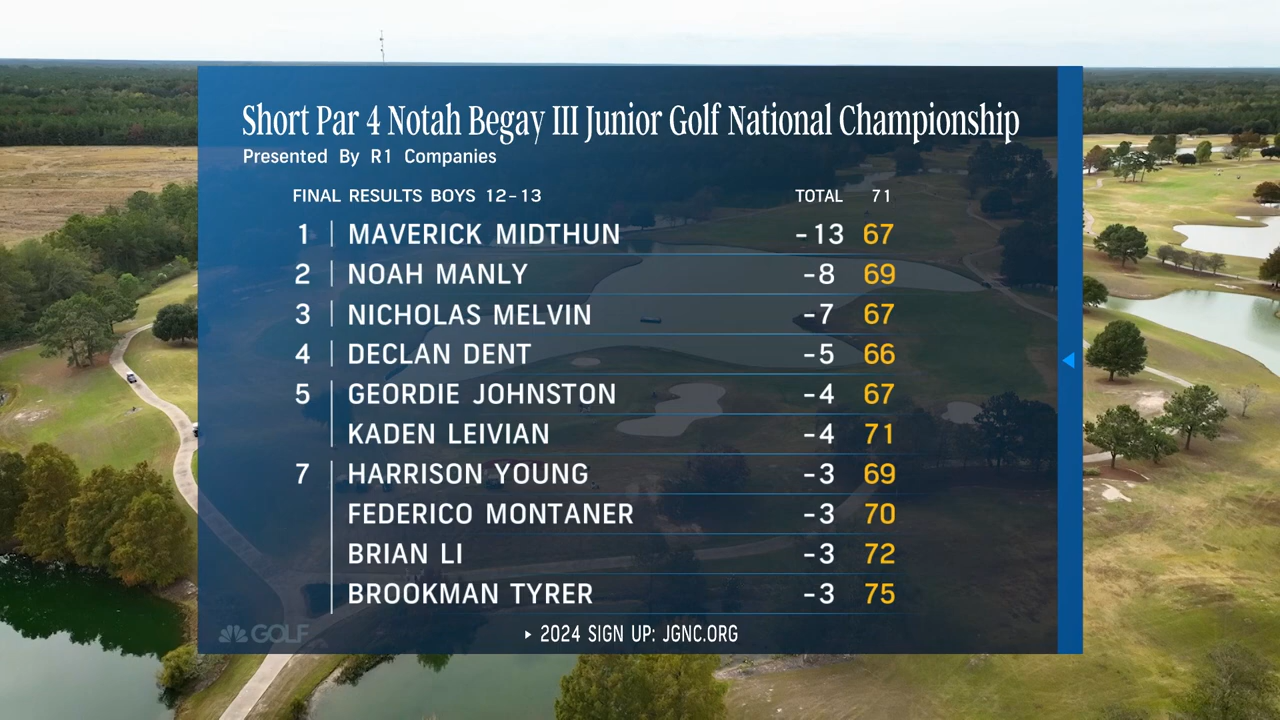 Short Par 4 Notah Begay III Junior Golf National Championship
Presented By R1 Companies
FINAL RESULTS BOYS 12-13 TOTAL 71
1 MAVERICK MIDTHUN -13 67
2 NOAH MANLY -8 69
3 NICHOLAS MELVIN -7 67
4 DECLAN DENT -5 66
5 GEORDIE JOHNSTON -4 67
KADEN LEIVIAN -4 71
7 HARRISON YOUNG -3 69
FEDERICO MONTANER -3 70
BRIAN LI -3 72
BROOKMAN TYRER -3 75
GOLF
2024 SIGN UP: JGNC.ORG